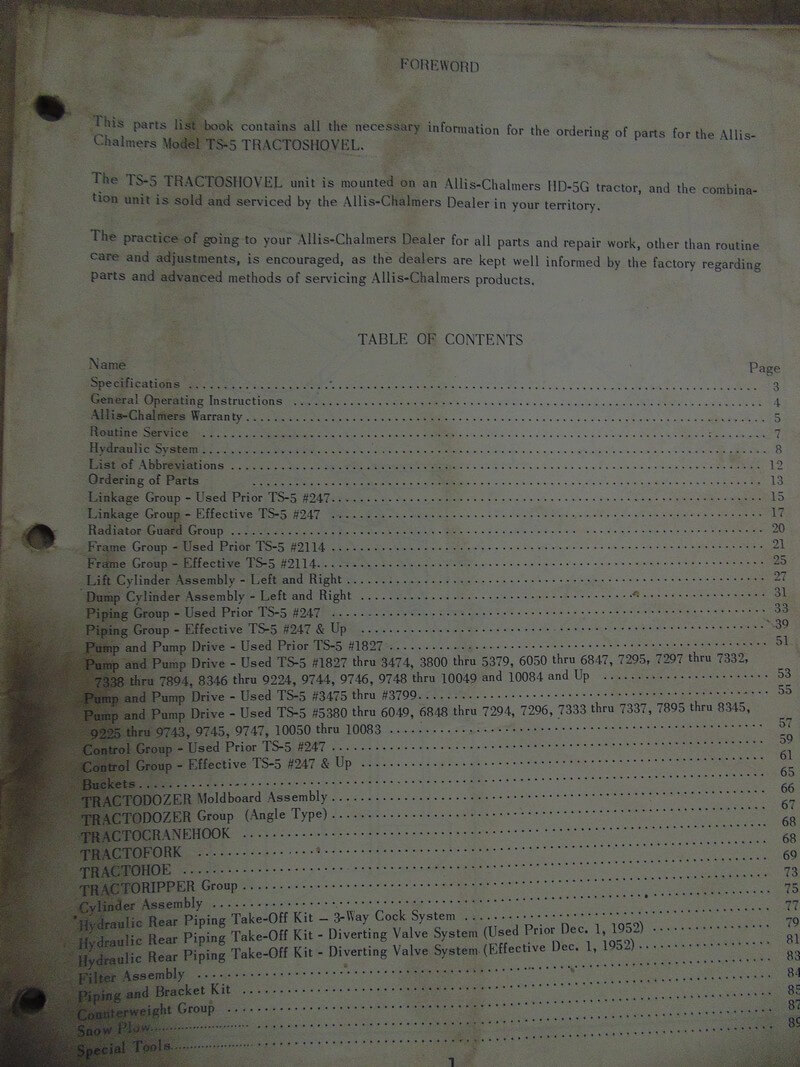 FOREWORD
This parts list book contains all the necessary information for the ordering of parts for the Allis-
Chalmers Model TS-5 TRACTOSHOVEL.
The TS-5 TRACTOSHOVEL unit is mounted on an Allis-Chalmers HD-5G tractor, and the combina-
tion unit is sold and serviced by the Allis-Chalmers Dealer in your territory.
The practice of going to your Allis-Chalmers Dealer for all parts and repair work, other than routine
care and adjustments, is encouraged, as the dealers are kept well informed by the factory regarding
parts and advanced methods of servicing Allis-Chalmers products.
TABLE OF CONTENTS
Name Page
Specifications ..... 3
General Operating Instructions ..... 4
Allis-Chalmers Warranty ..... 5
Routine Service ..... 7
Hydraulic System ..... 8
List of Abbreviations ..... 12
Ordering of Parts ..... 13
Linkage Group - Used Prior TS-5 #247 ..... 15
Linkage Group - Effective TS-5 #247 ..... 17
Radiator Guard Group ..... 20
Frame Group - Used Prior TS-5 #2114 ..... 21
Frame Group - Effective TS-5 #2114 ..... 25
Lift Cylinder Assembly - Left and Right ..... 27
Dump Cylinder Assembly - Left and Right ..... 31
Piping Group - Used Prior TS-5 #247 ..... 33
Piping Group - Effective TS-5 #247 & Up ..... 39
Pump and Pump Drive - Used Prior TS-5 #1827 ..... 51
Pump and Pump Drive - Used TS-5 #1827 thru 3474, 3800 thru 5379, 6050 thru 6847, 7295, 7297 thru 7332,
7338 thru 7894, 8346 thru 9224, 9744, 9746, 9748 thru 10049 and 10084 and Up ..... 53
Pump and Pump Drive - Used TS-5 #3475 thru #3799 ..... 55
Pump and Pump Drive - Used TS-5 #5380 thru 6049, 6848 thru 7294, 7296, 7333 thru 7337, 7895 thru 8345,
9225 thru 9743, 9745, 9747, 10050 thru 10083 ..... 57
Control Group - Used Prior TS-5 #247 ..... 59
Control Group - Effective TS-5 #247 & Up ..... 61
Buckets ..... 65
TRACTODOZER Moldboard Assembly ..... 66
TRACTODOZER Group (Angle Type) ..... 67
TRACTOCRANEHOOK ..... 68
TRACTOFORK ..... 68
TRACTOHOE ..... 69
TRACTORIPPER Group ..... 73
Cylinder Assembly ..... 75
Hydraulic Rear Piping Take-Off Kit - 3-Way Cock System ..... 77
Hydraulic Rear Piping Take-Off Kit - Diverting Valve System (Used Prior Dec. 1, 1952) ..... 79
Hydraulic Rear Piping Take-Off Kit - Diverting Valve System (Effective Dec. 1, 1952) ..... 81
Filter Assembly ..... 83
Piping and Bracket Kit ..... 84
Counterweight Group ..... 85
Snow Plow ..... 87
Special Tools ..... 89
1